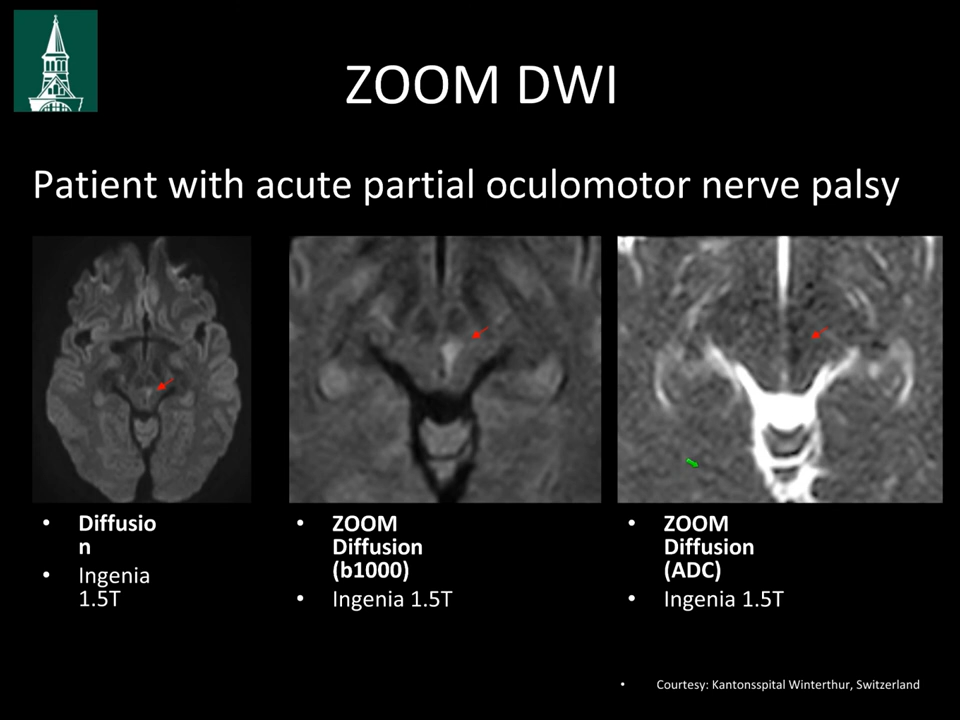 ZOOM DWI
Patient with acute partial oculomotor nerve palsy
• Diffusio
n
• Ingenia
1.5T
• ZOOM
Diffusion
(b1000)
• Ingenia 1.5T
• ZOOM
Diffusion
(ADC)
• Ingenia 1.5T
• Courtesy: Kantonsspital Winterthur, Switzerland